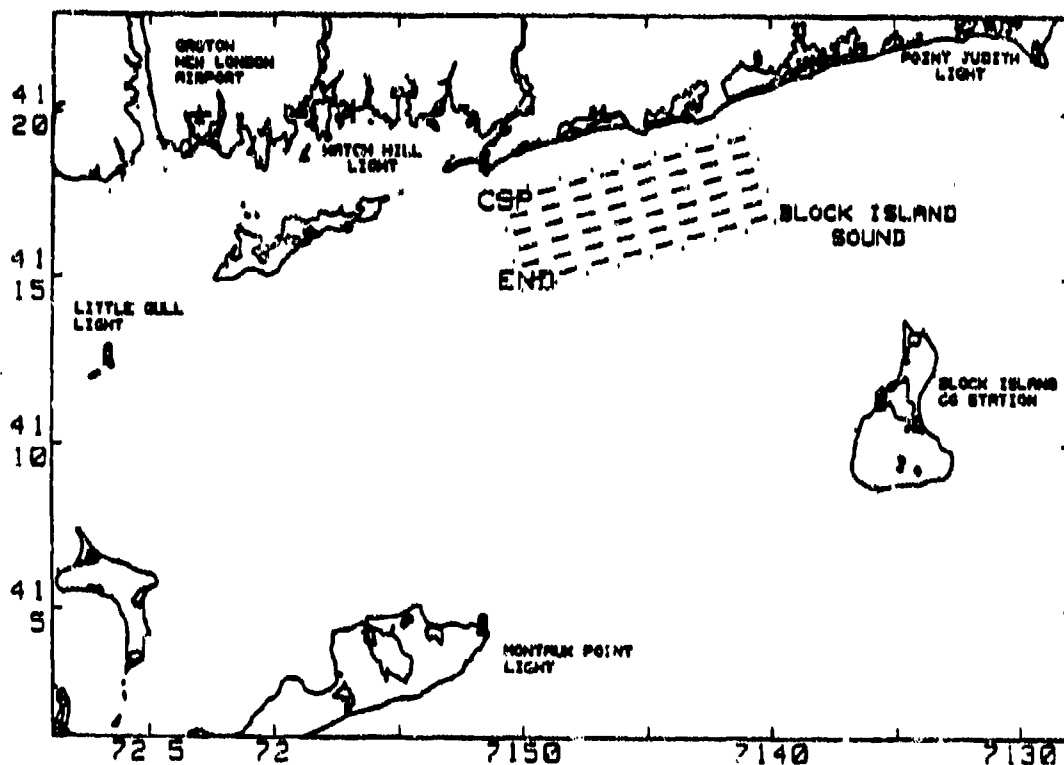 GROTON
NEW LONDON
AIRPORT
POINT JUDITH
LIGHT
41
20
WATCH HILL
LIGHT
CSP
BLOCK ISLAND
SOUND
41
15
END
LITTLE GULL
LIGHT
BLOCK ISLAND
CG STATION
41
10
41
5
MONTAUK POINT
LIGHT
72 5
72
7150
7140
7130